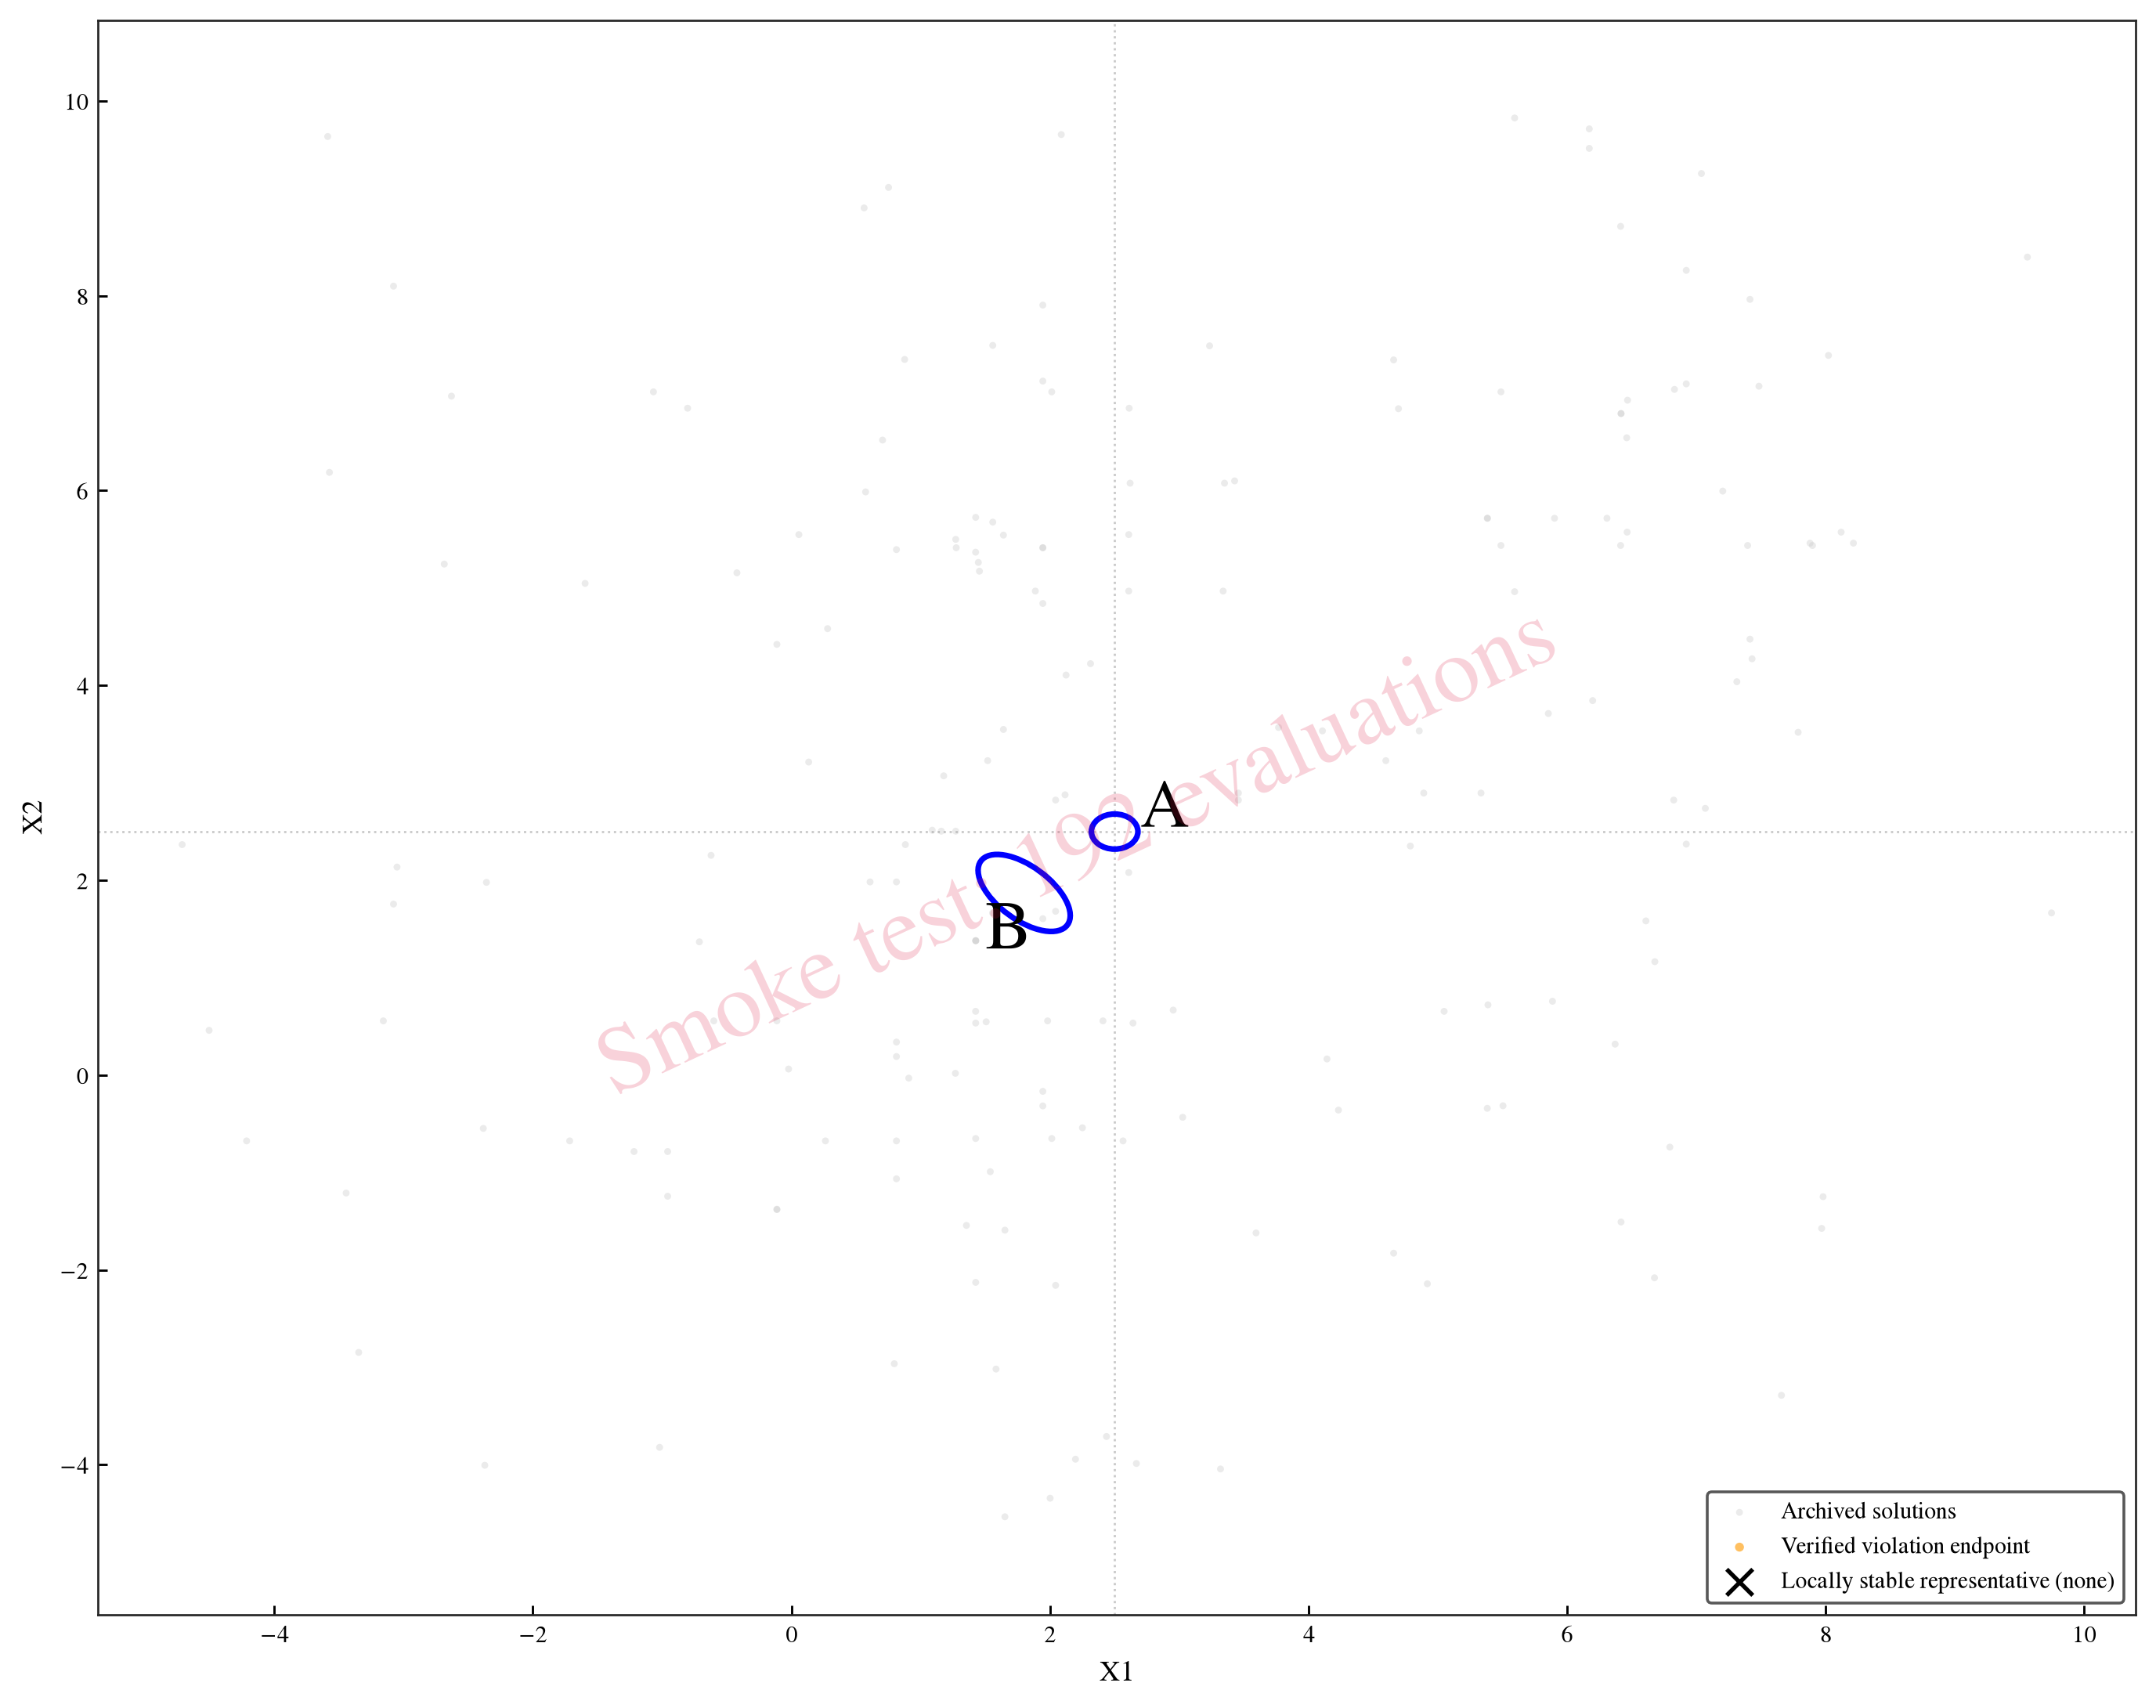 10
8
6
4
2
0
−2
−4
X2
Smoke test: 192 evaluations
A
B
Archived solutions
Verified violation endpoint
Locally stable representative (none)
−4 −2 0 2 4 6 8 10
X1